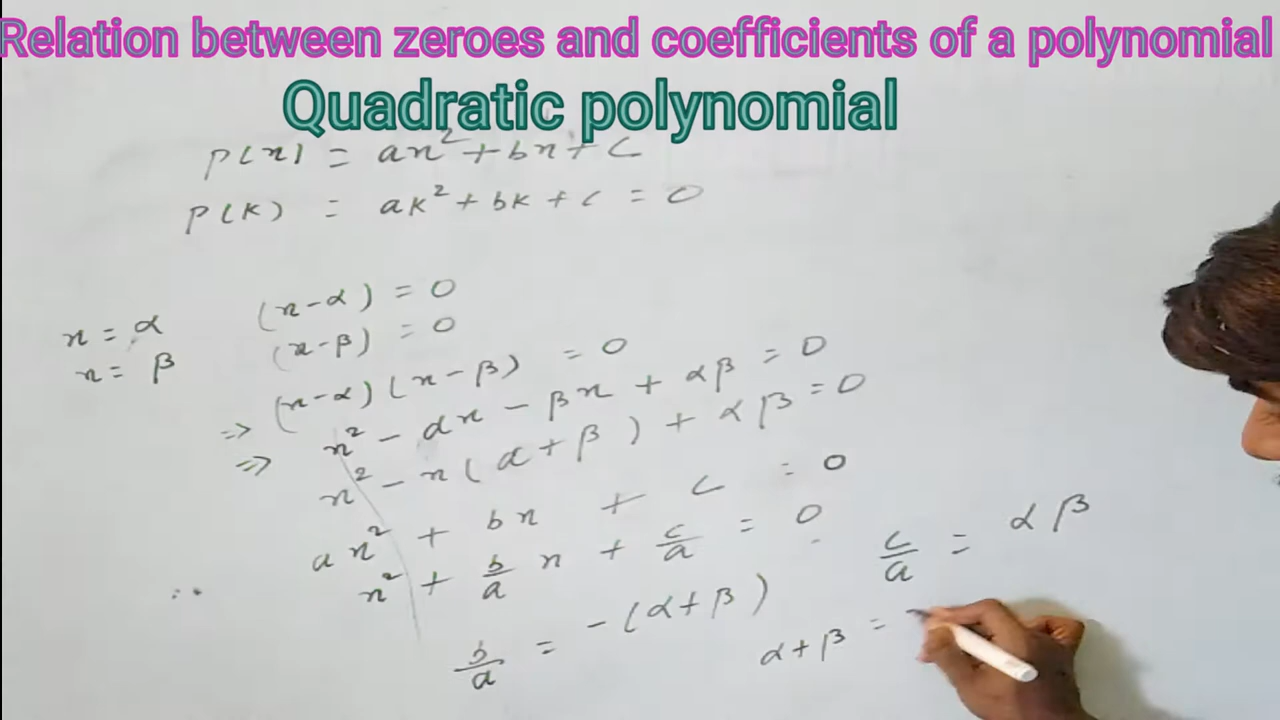 Relation between zeroes and coefficients of a polynomial
Quadratic polynomial
p(x) = ax² + bx + c
p(k) = ak² + bk + c = 0
x = α (x-α) = 0
x = β (x-β) = 0
⇒ (x-α)(x-β) = 0
⇒ x² - αx - βx + αβ = 0
x² - x(α+β) + αβ = 0
ax² + bx + c = 0
∴ x² + b/a x + c/a = 0
c/a = αβ
b/a = -(α+β)
α+β =